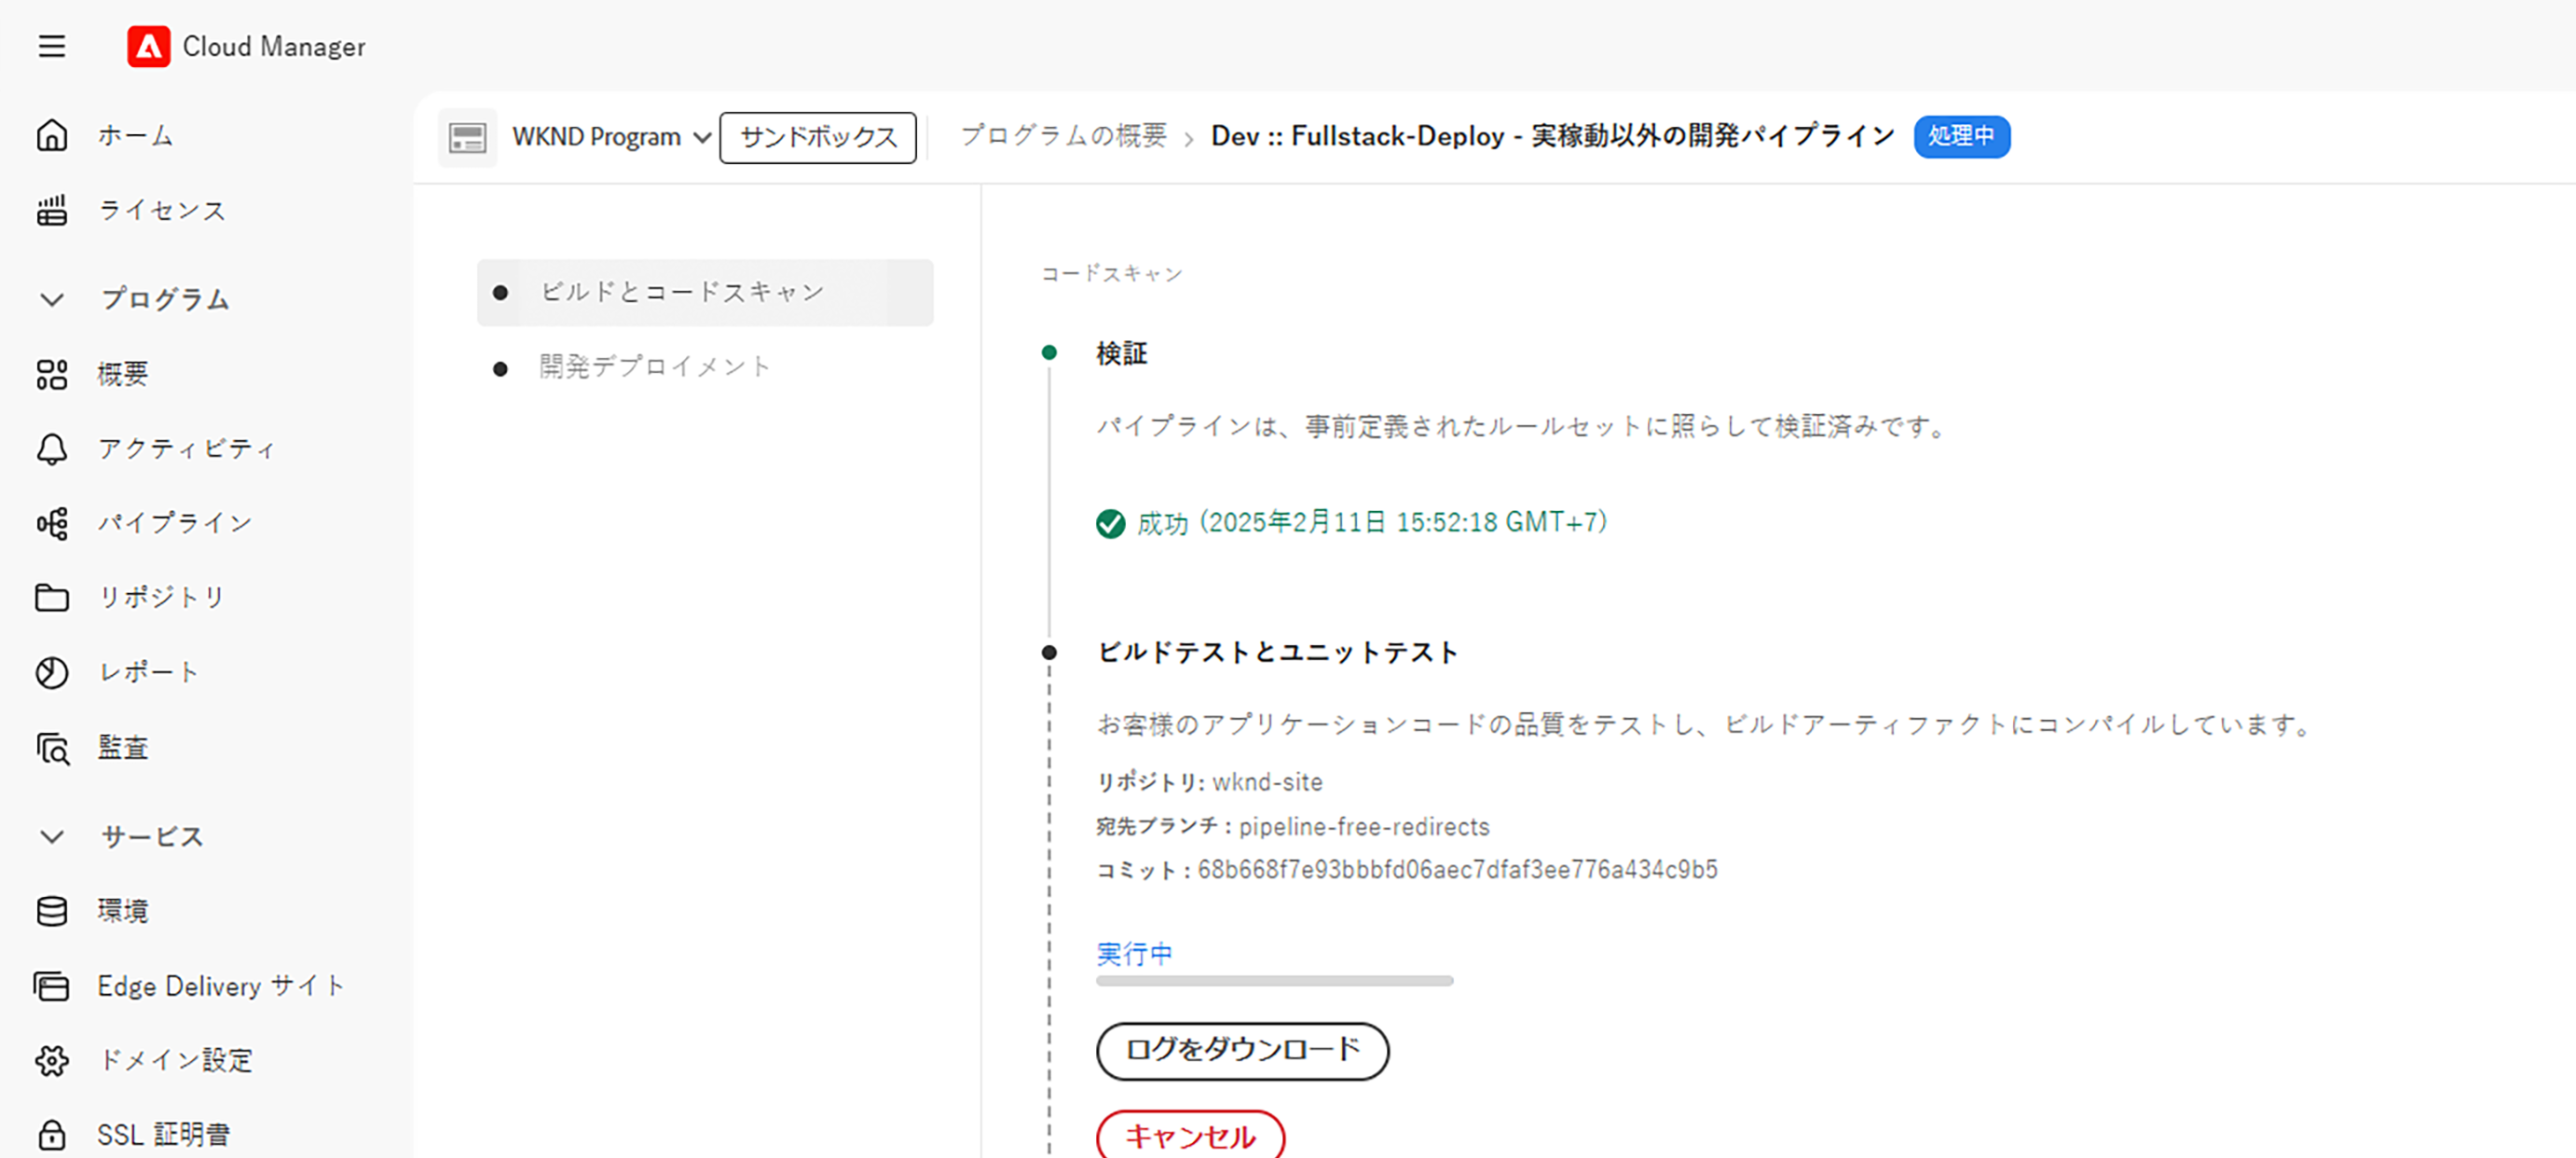 Cloud Manager
ホーム
ライセンス
プログラム
概要
アクティビティ
パイプライン
リポジトリ
レポート
監査
サービス
環境
Edge Delivery サイト
ドメイン設定
SSL 証明書
WKND Program サンドボックス プログラムの概要 › Dev :: Fullstack-Deploy - 実稼動以外の開発パイプライン 処理中
ビルドとコードスキャン
開発デプロイメント
コードスキャン
検証
パイプラインは、事前定義されたルールセットに照らして検証済みです。
成功 (2025年2月11日 15:52:18 GMT+7)
ビルドテストとユニットテスト
お客様のアプリケーションコードの品質をテストし、ビルドアーティファクトにコンパイルしています。
リポジトリ: wknd-site
宛先ブランチ : pipeline-free-redirects
コミット : 68b668f7e93bbbfd06aec7dfaf3ee776a434c9b5
実行中
ログをダウンロード
キャンセル